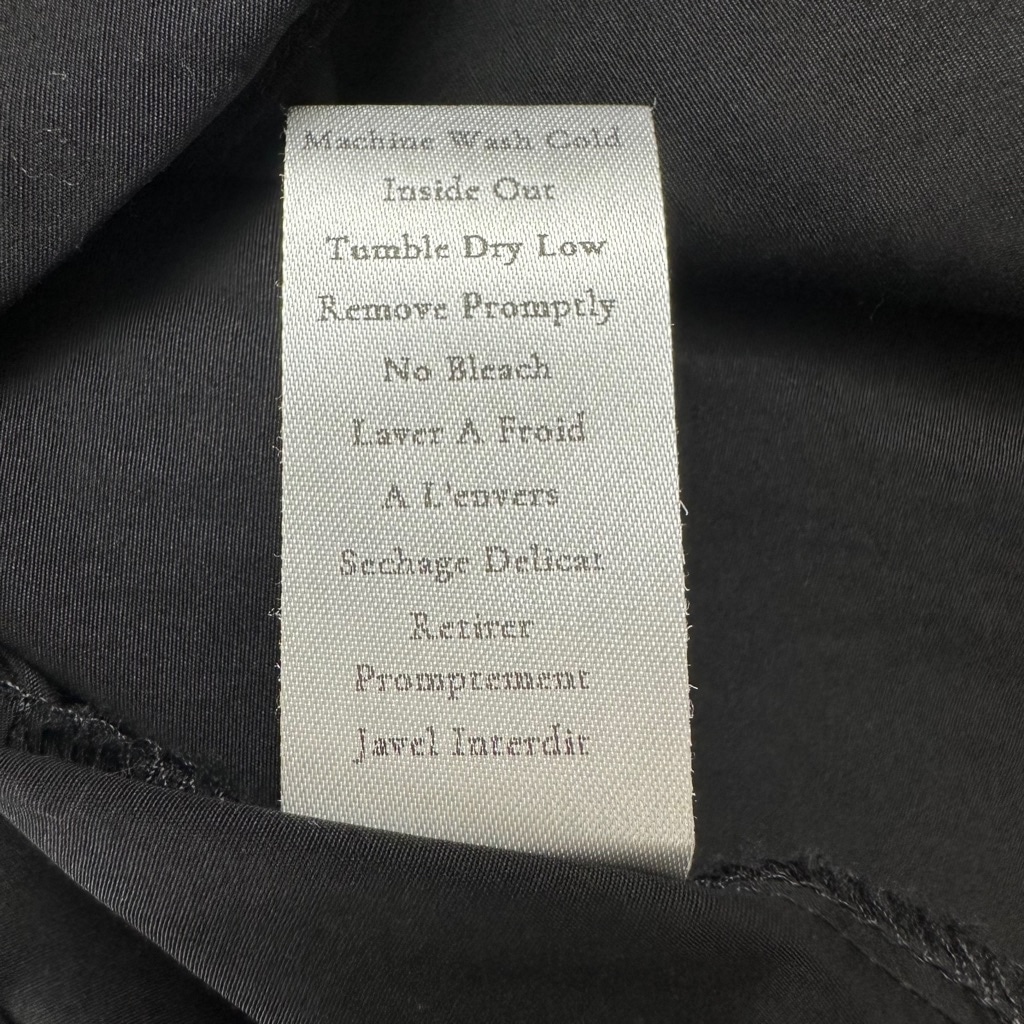 Machine Wash Cold
Inside Out
Tumble Dry Low
Remove Promptly
No Bleach
Laver A Froid
A L'envers
Sechage Delicat
Retirer
Promptement
Javel Interdit